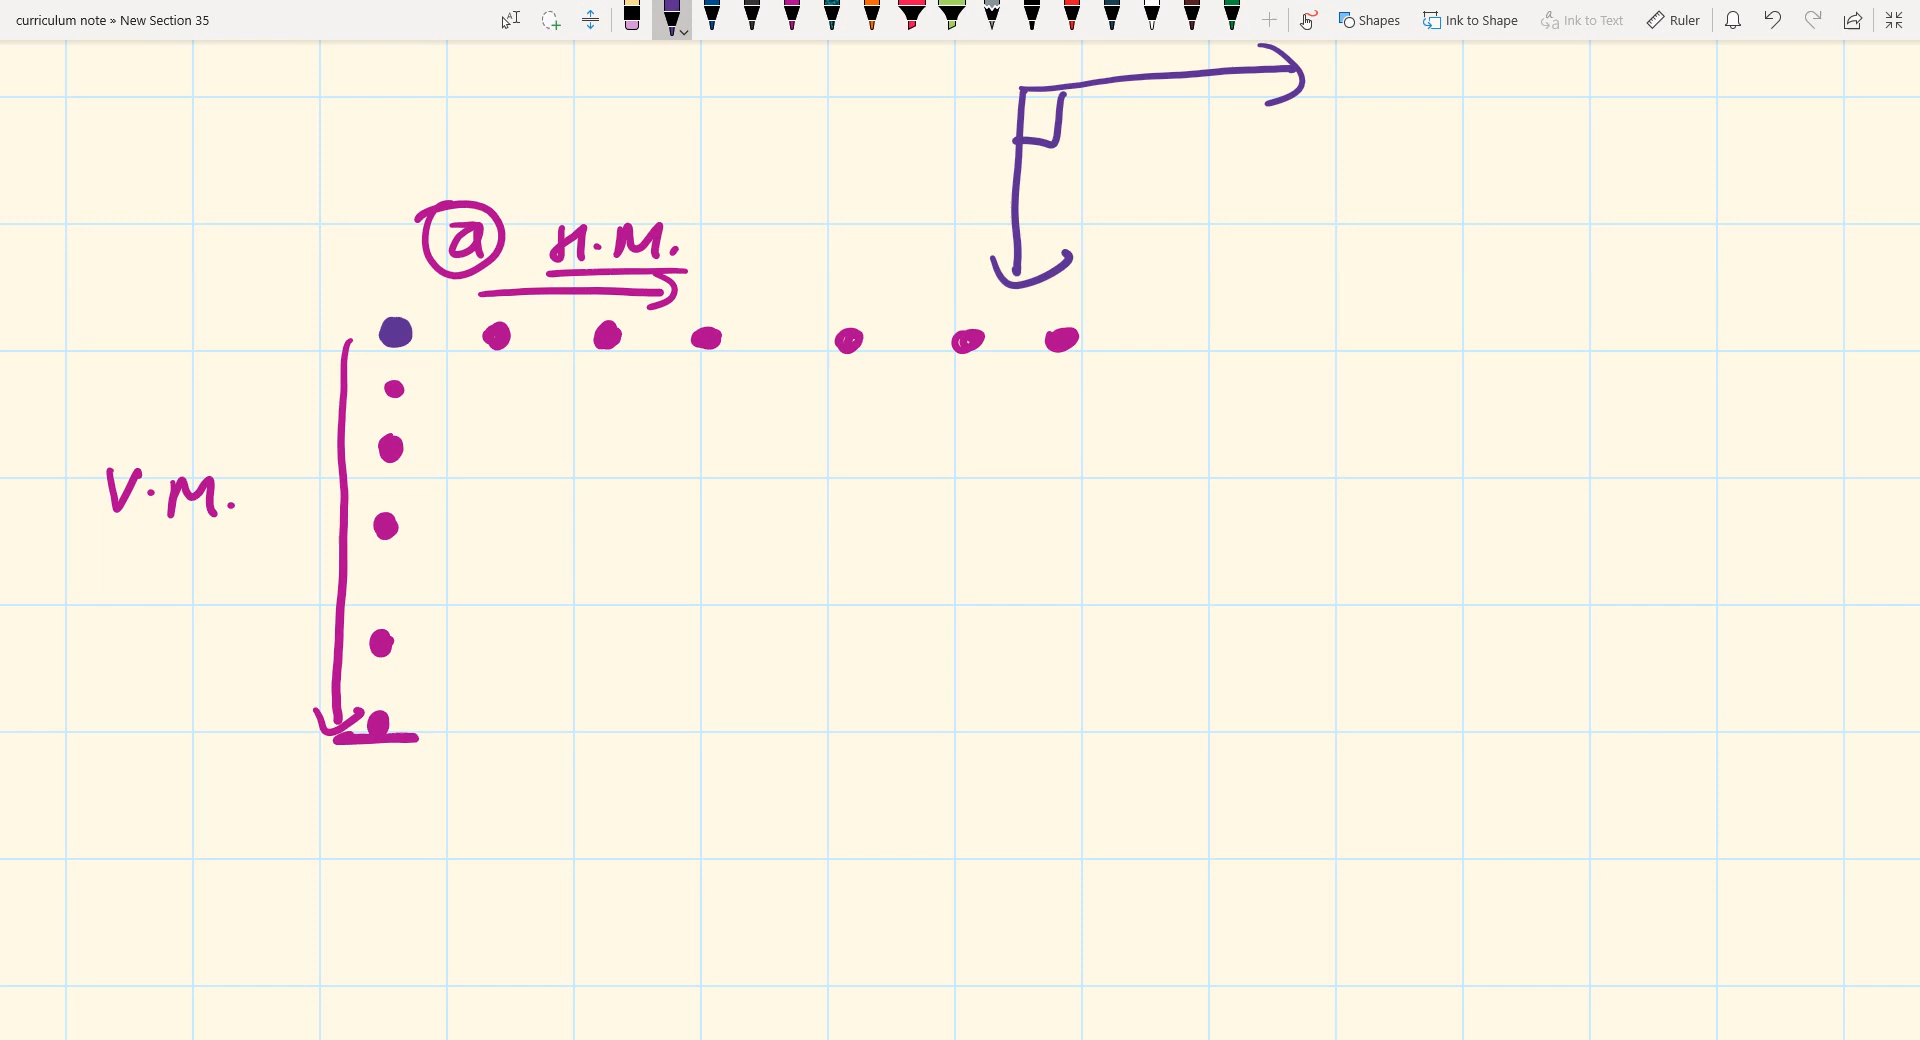 curriculum note » New Section 35
Shapes
Ink to Shape
Ink to Text
Ruler
a H.M.
V.M.